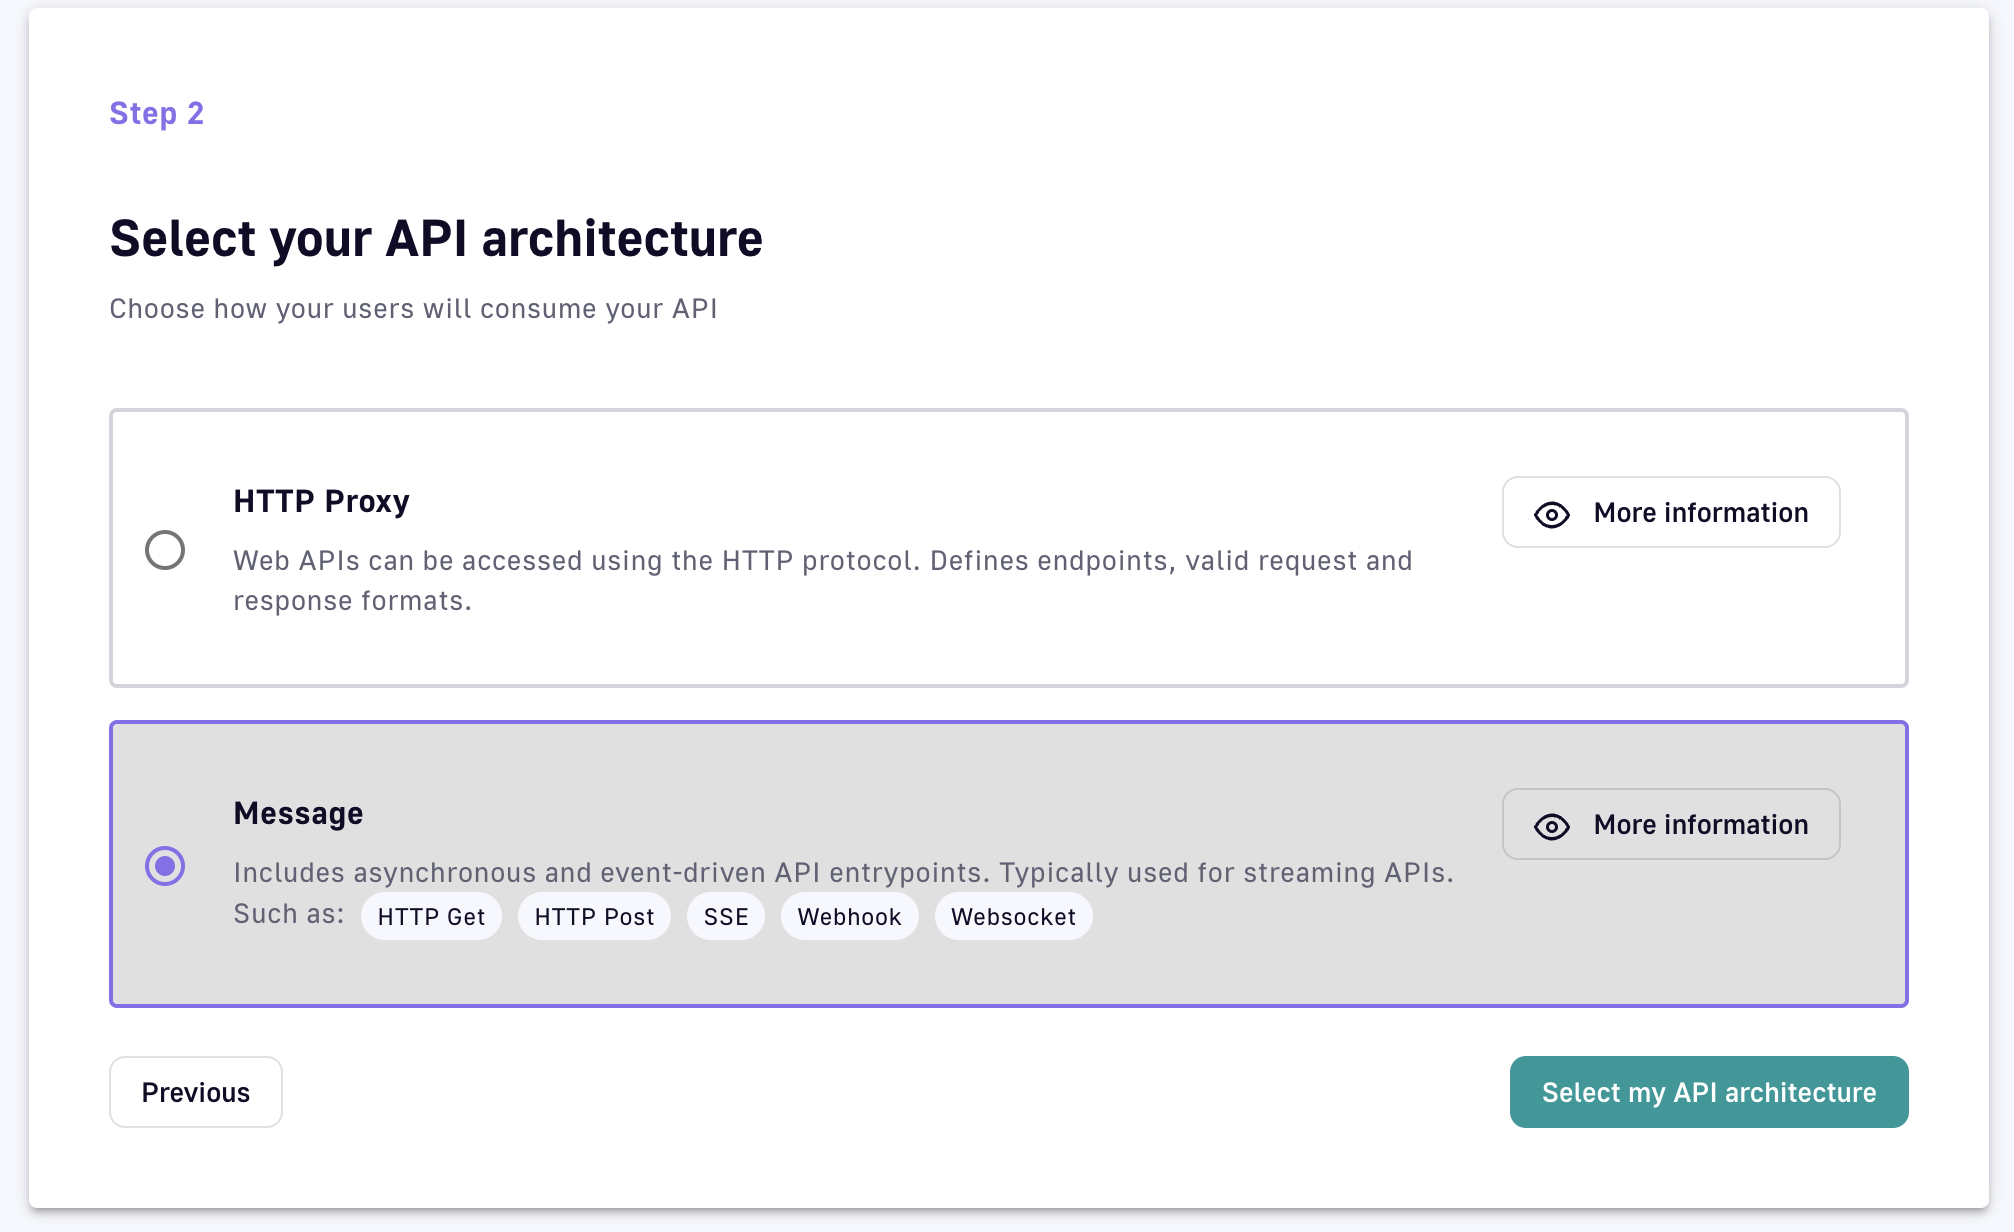 Step 2
Select your API architecture
Choose how your users will consume your API
HTTP Proxy
More information
Web APIs can be accessed using the HTTP protocol. Defines endpoints, valid request and
response formats.
Message
More information
Includes asynchronous and event-driven API entrypoints. Typically used for streaming APIs.
Such as: HTTP Get HTTP Post SSE Webhook Websocket
Previous
Select my API architecture